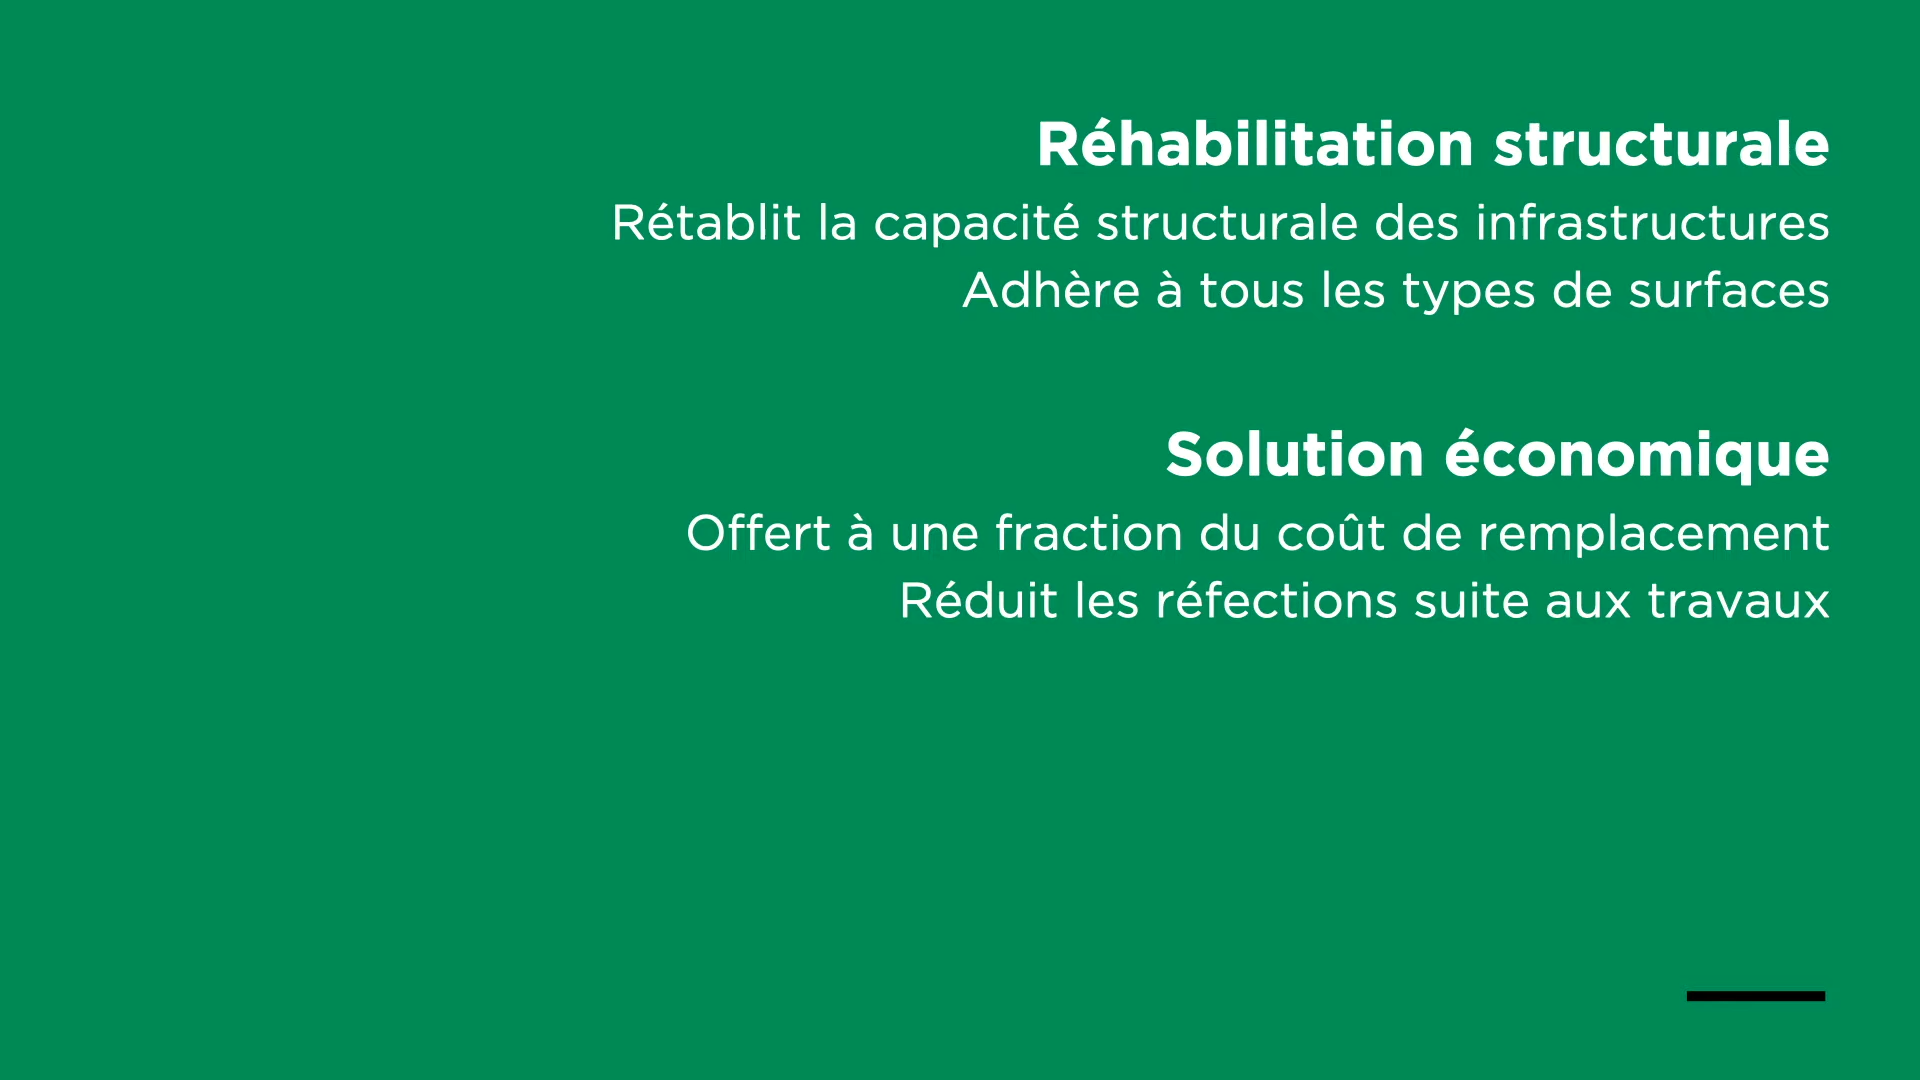 Réhabilitation structurale
Rétablit la capacité structurale des infrastructures
Adhère à tous les types de surfaces
Solution économique
Offert à une fraction du coût de remplacement
Réduit les réfections suite aux travaux